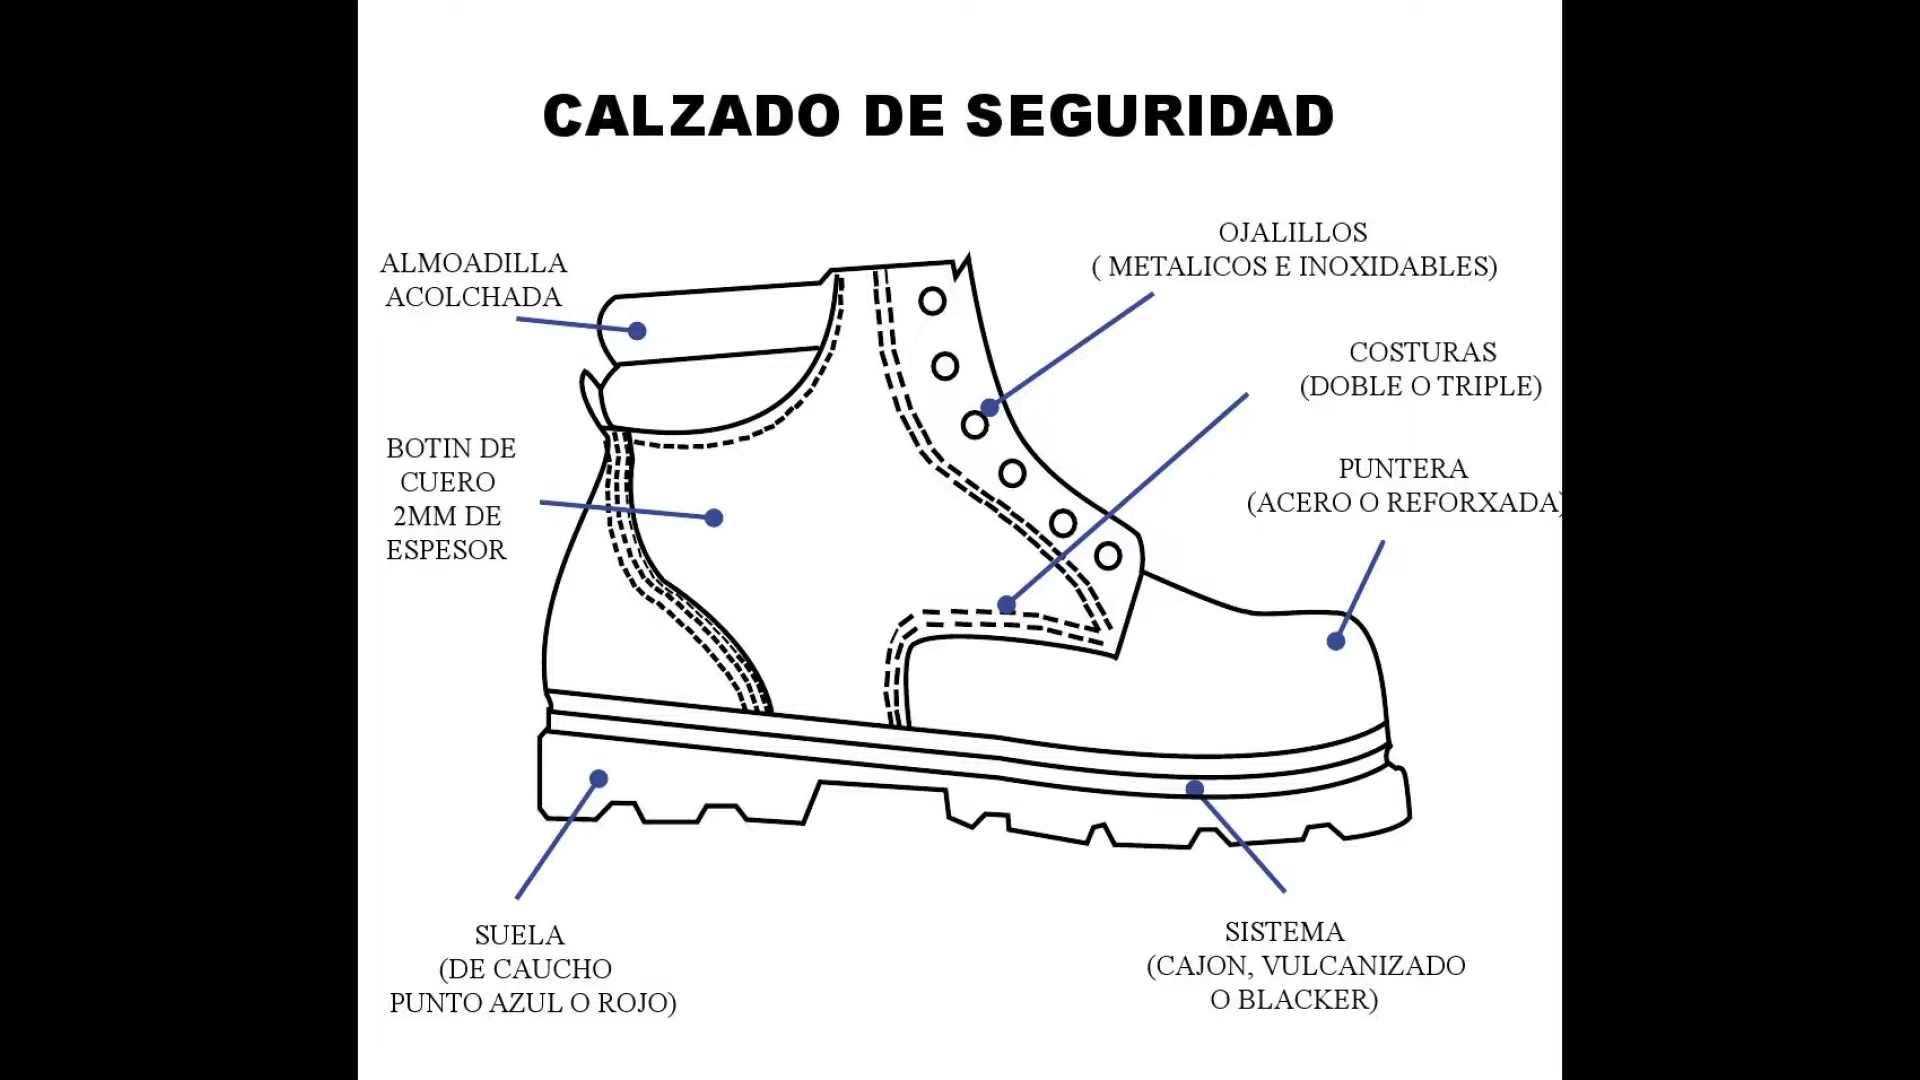 CALZADO DE SEGURIDAD
ALMOADILLA
ACOLCHADA
OJALILLOS
( METALICOS E INOXIDABLES)
COSTURAS
(DOBLE O TRIPLE)
BOTIN DE
CUERO
2MM DE
ESPESOR
PUNTERA
(ACERO O REFORXADA)
SUELA
(DE CAUCHO
PUNTO AZUL O ROJO)
SISTEMA
(CAJON, VULCANIZADO
O BLACKER)